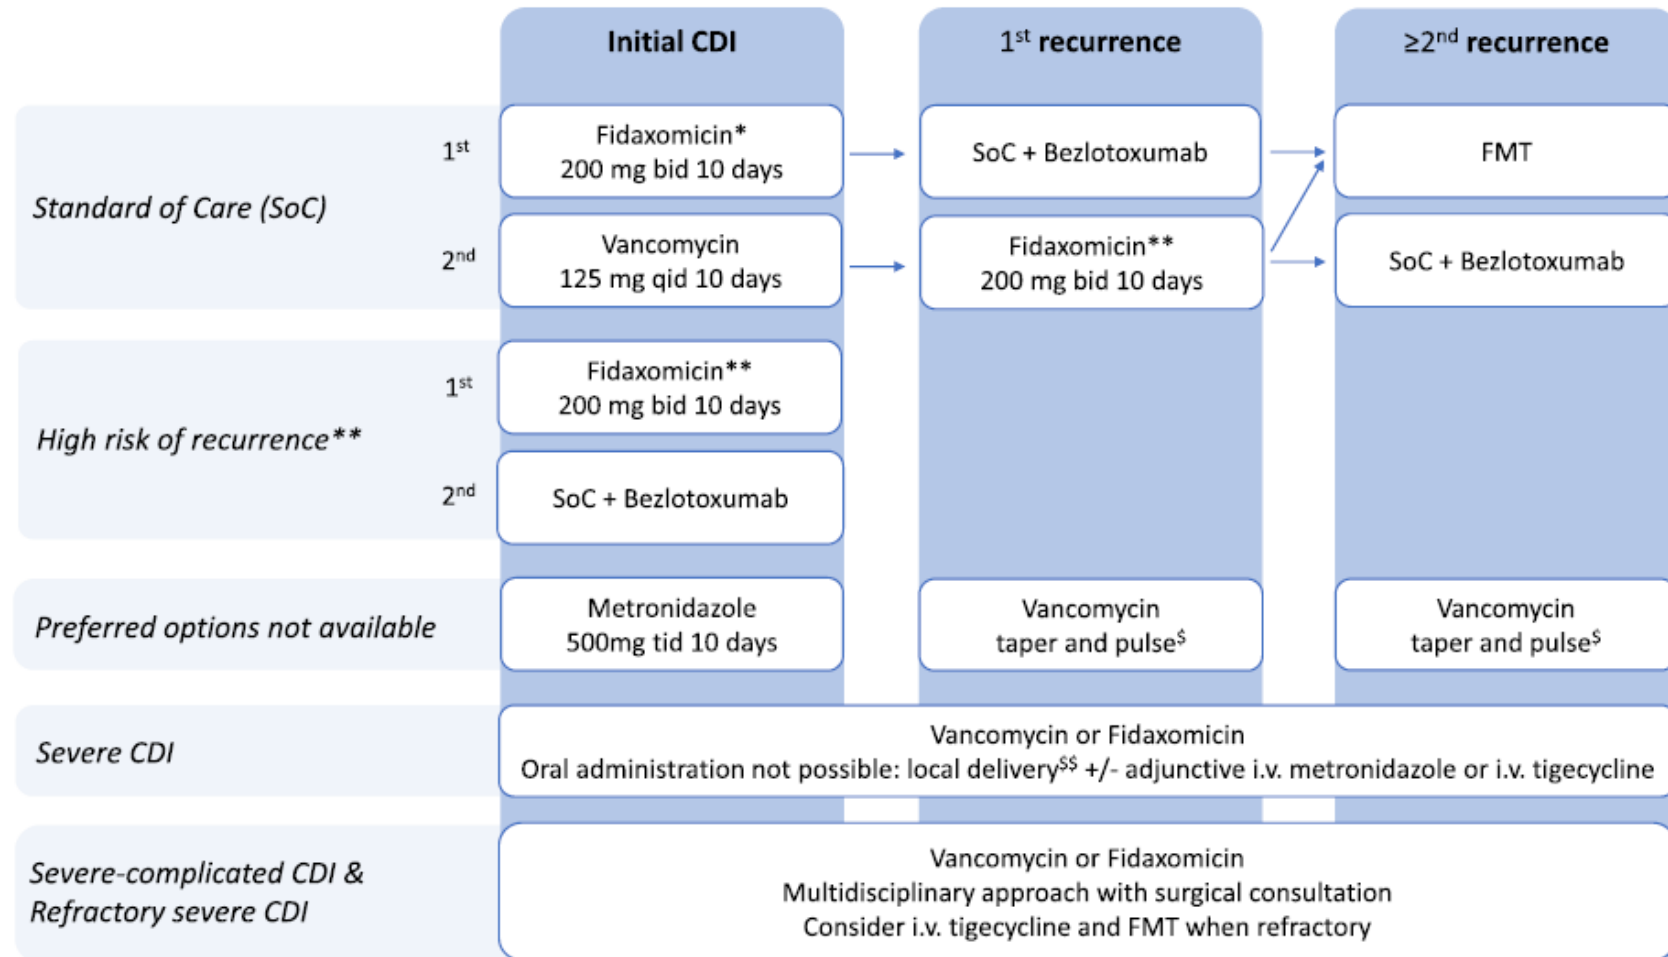 Initial CDI
1st recurrence
≥2nd recurrence
Standard of Care (SoC)
1st
Fidaxomicin*
200 mg bid 10 days
SoC + Bezlotoxumab
FMT
2nd
Vancomycin
125 mg qid 10 days
Fidaxomicin**
200 mg bid 10 days
SoC + Bezlotoxumab
High risk of recurrence**
1st
Fidaxomicin**
200 mg bid 10 days
2nd
SoC + Bezlotoxumab
Preferred options not available
Metronidazole
500mg tid 10 days
Vancomycin
taper and pulse$
Vancomycin
taper and pulse$
Severe CDI
Vancomycin or Fidaxomicin
Oral administration not possible: local delivery$$ +/- adjunctive i.v. metronidazole or i.v. tigecycline
Severe-complicated CDI &
Refractory severe CDI
Vancomycin or Fidaxomicin
Multidisciplinary approach with surgical consultation
Consider i.v. tigecycline and FMT when refractory